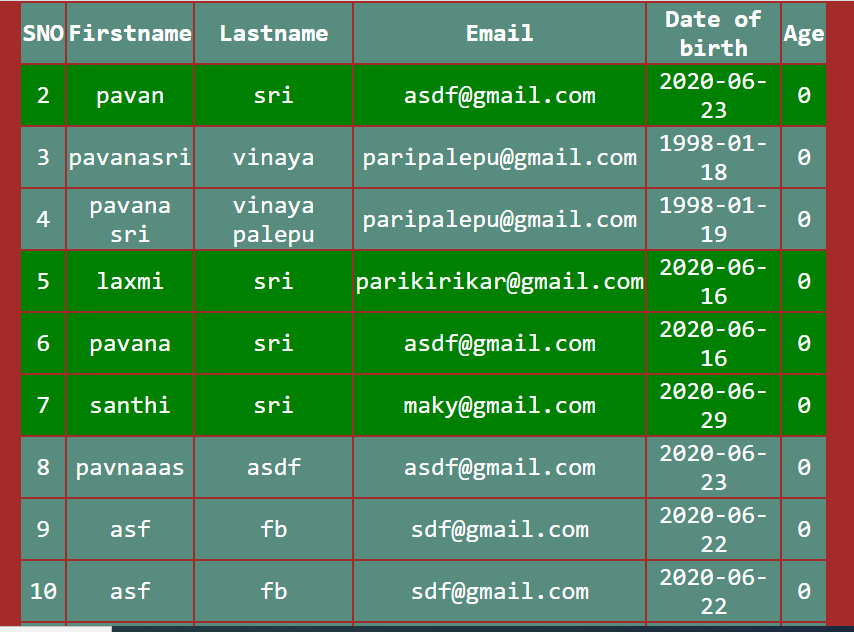 SNO Firstname Lastname Email Date of birth Age
2 pavan sri asdf@gmail.com 2020-06-23 0
3 pavanasri vinaya paripalepu@gmail.com 1998-01-18 0
4 pavana sri vinaya palepu paripalepu@gmail.com 1998-01-19 0
5 laxmi sri parikirikar@gmail.com 2020-06-16 0
6 pavana sri asdf@gmail.com 2020-06-16 0
7 santhi sri maky@gmail.com 2020-06-29 0
8 pavnaaas asdf asdf@gmail.com 2020-06-23 0
9 asf fb sdf@gmail.com 2020-06-22 0
10 asf fb sdf@gmail.com 2020-06-22 0